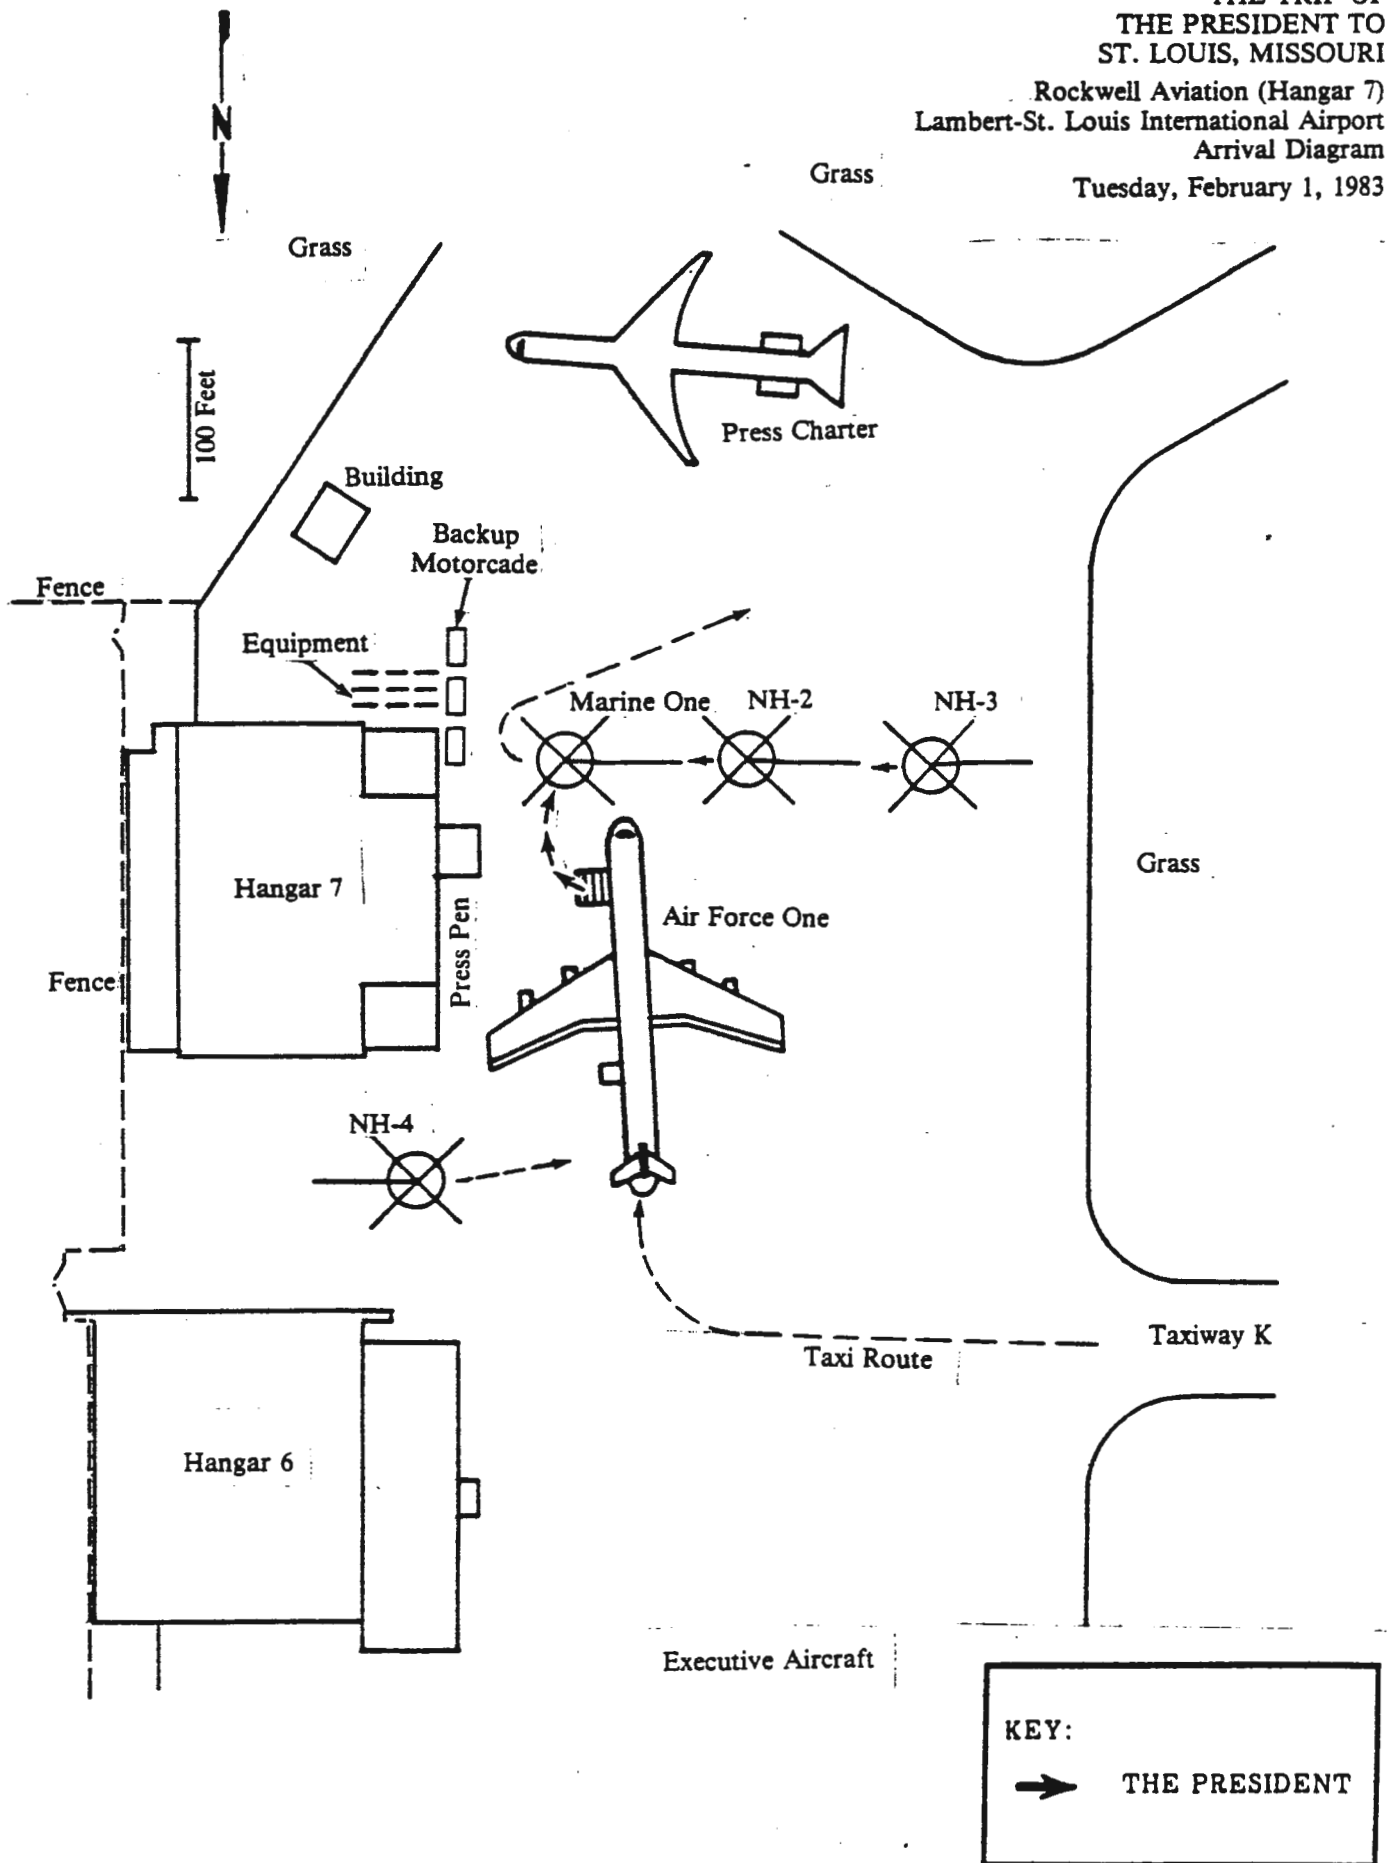 THE TRIP OF
THE PRESIDENT TO
ST. LOUIS, MISSOURI
Rockwell Aviation (Hangar 7)
Lambert-St. Louis International Airport
Arrival Diagram
Tuesday, February 1, 1983
N
Grass
Grass
100 Feet
Press Charter
Building
Backup
Motorcade
Fence
Equipment
Marine One
NH-2
NH-3
Hangar 7
Grass
Air Force One
Press Pen
Fence
NH-4
Taxiway K
Taxi Route
Hangar 6
Executive Aircraft
KEY:
THE PRESIDENT